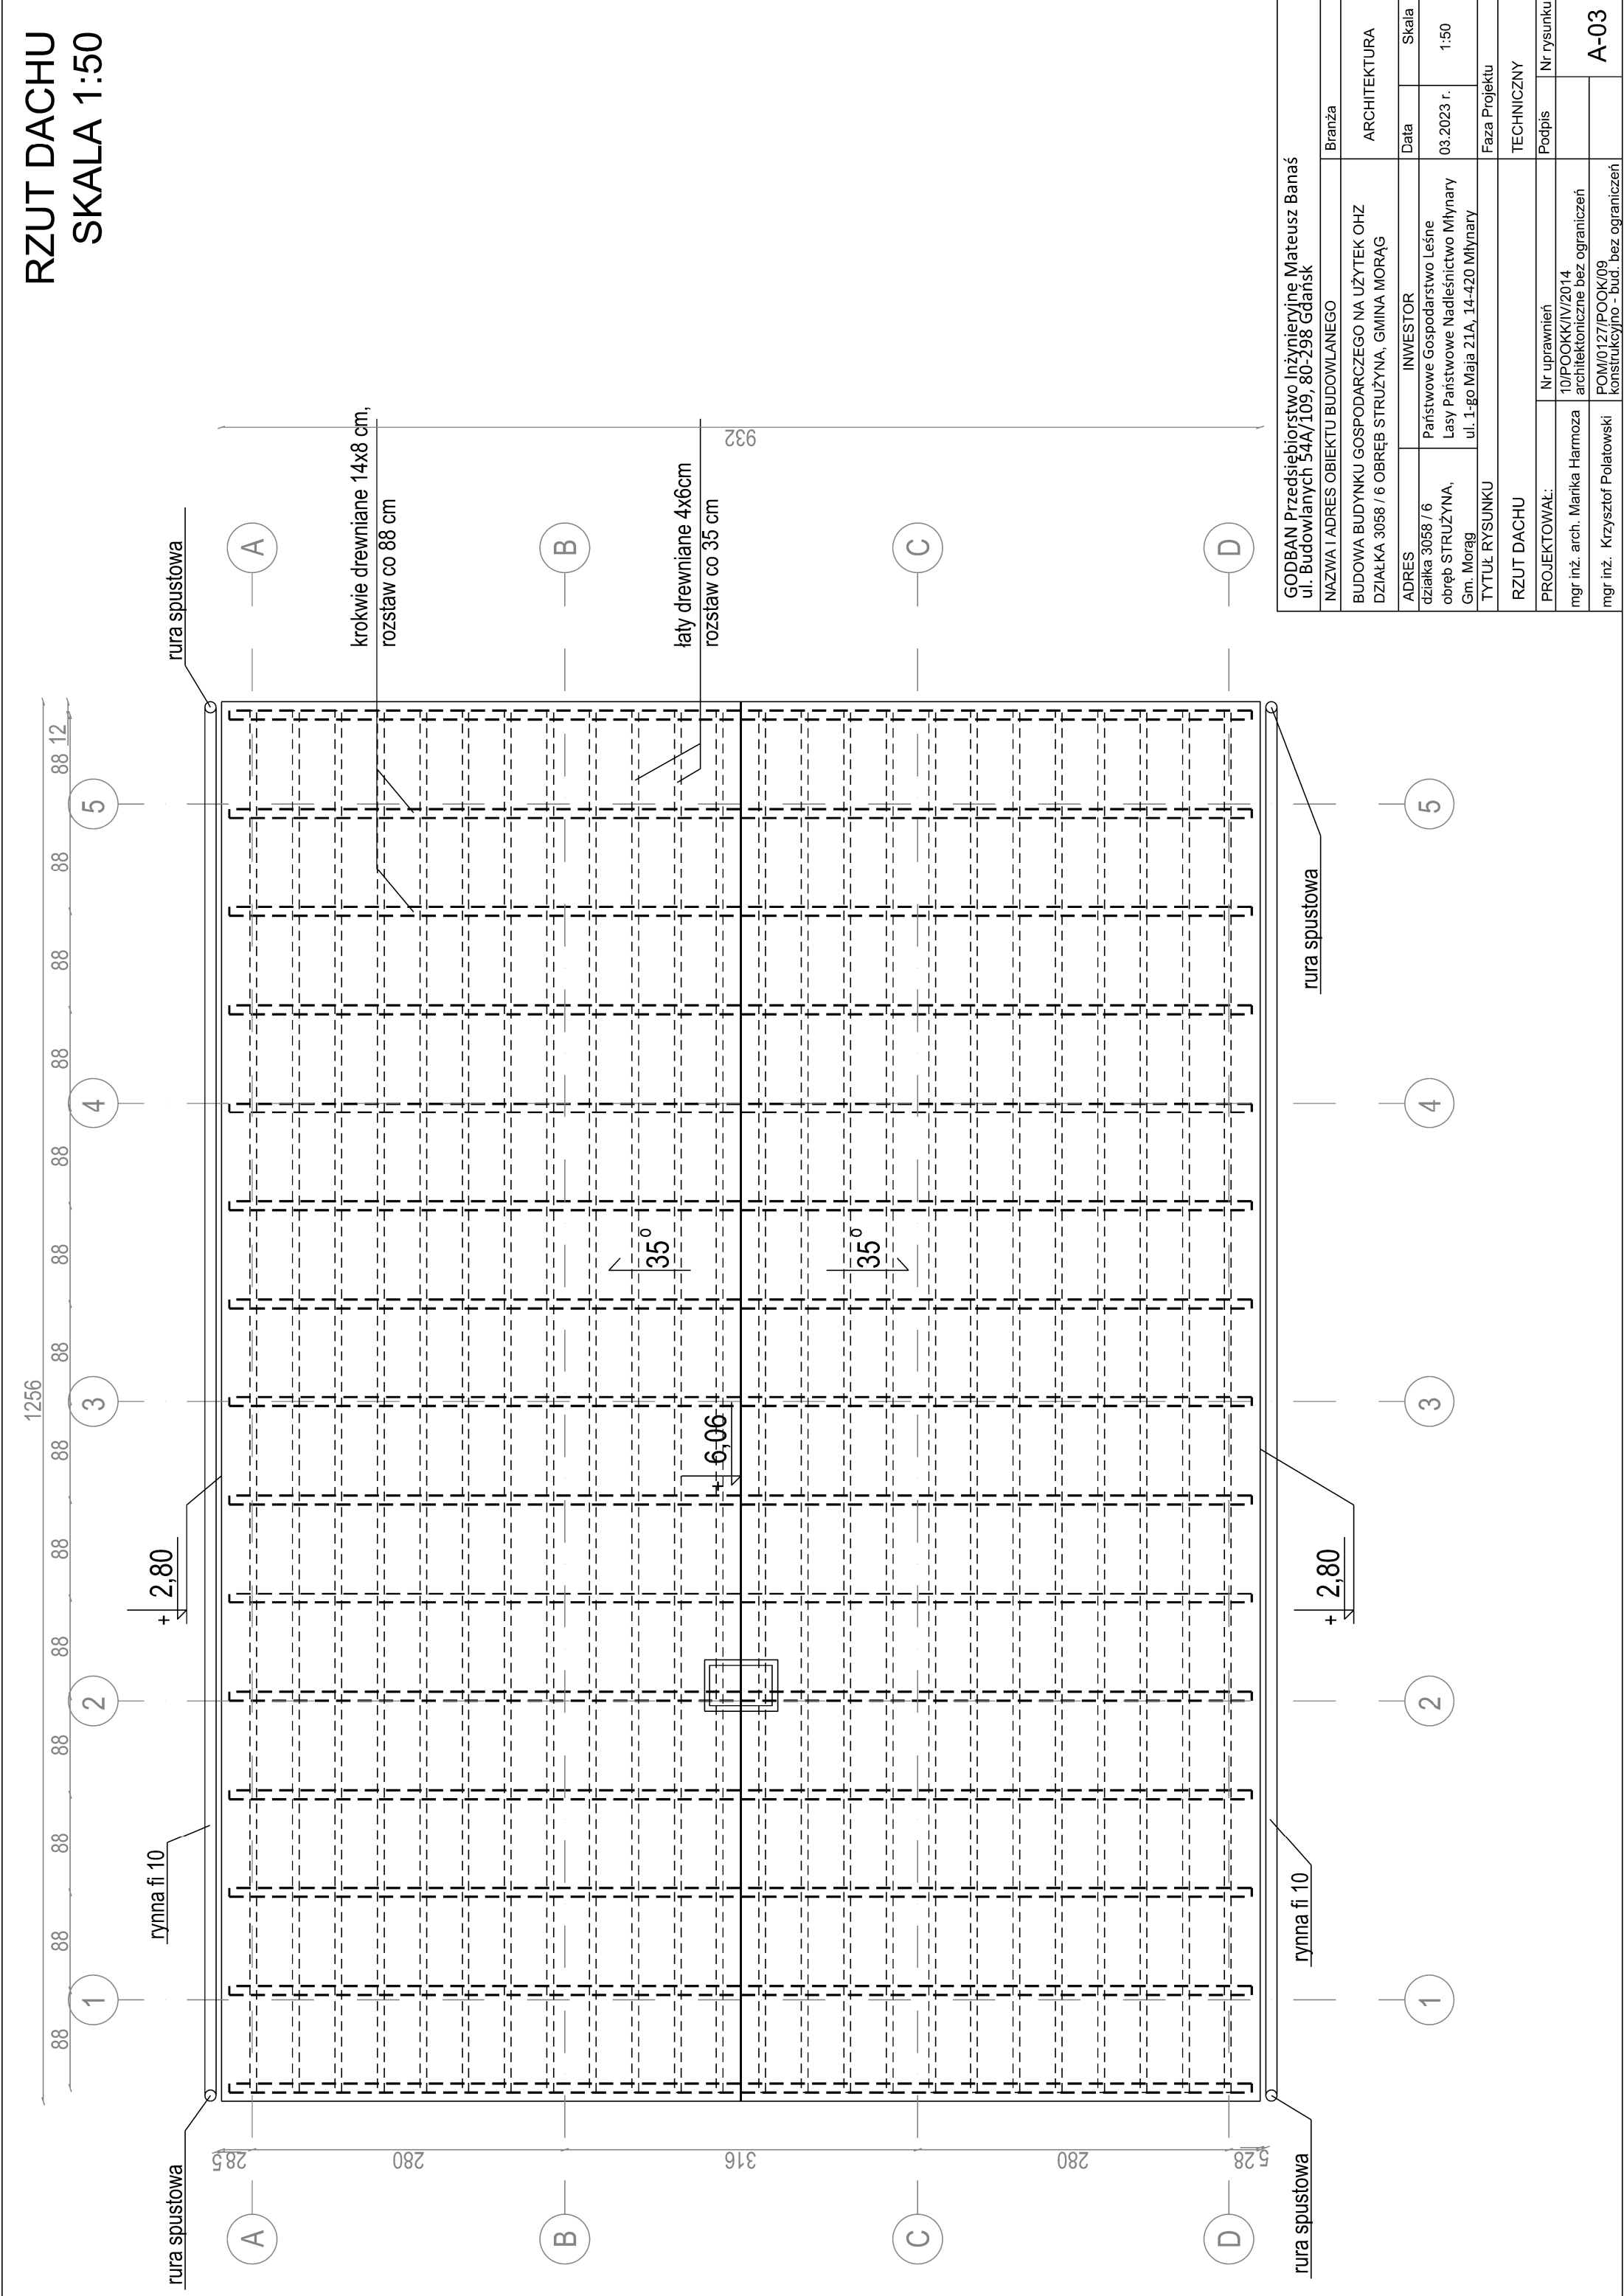 RZUT DACHU
SKALA 1:50
1256
88 88 88 88 88 88 88 88 88 88 88 88 88 88 12
1 2 3 4 5
rura spustowa
rynna fi 10
+ 2,80
rura spustowa
A
A
krokwie drewniane 14x8 cm,
rozstaw co 88 cm
B
B
łaty drewniane 4x6cm
rozstaw co 35 cm
28,5
280
316
280
28,5
932
35°
+ 6,06
35°
C
C
D
D
rura spustowa
rynna fi 10
+ 2,80
rura spustowa
1 2 3 4 5
GODBAN Przedsiębiorstwo Inżynieryjne Mateusz Banaś
ul. Budowlanych 54A/109, 80-298 Gdańsk
NAZWA I ADRES OBIEKTU BUDOWLANEGO
Branża
BUDOWA BUDYNKU GOSPODARCZEGO NA UŻYTEK OHZ
DZIAŁKA 3058 / 6 OBRĘB STRUŻYNA, GMINA MORĄG
ARCHITEKTURA
ADRES
INWESTOR
Data
Skala
działka 3058 / 6
obręb STRUŻYNA,
Gm. Morąg
Państwowe Gospodarstwo Leśne
Lasy Państwowe Nadleśnictwo Młynary
ul. 1-go Maja 21A, 14-420 Młynary
03.2023 r.
1:50
TYTUŁ RYSUNKU
Faza Projektu
RZUT DACHU
TECHNICZNY
PROJEKTOWAŁ:
Nr uprawnień
Podpis
Nr rysunku
mgr inż. arch. Marika Harmoza
10/POOKK/IV/2014
architektoniczne bez ograniczeń
A-03
mgr inż. Krzysztof Polatowski
POM/0127/POOK/09
konstrukcyjno - bud. bez ograniczeń